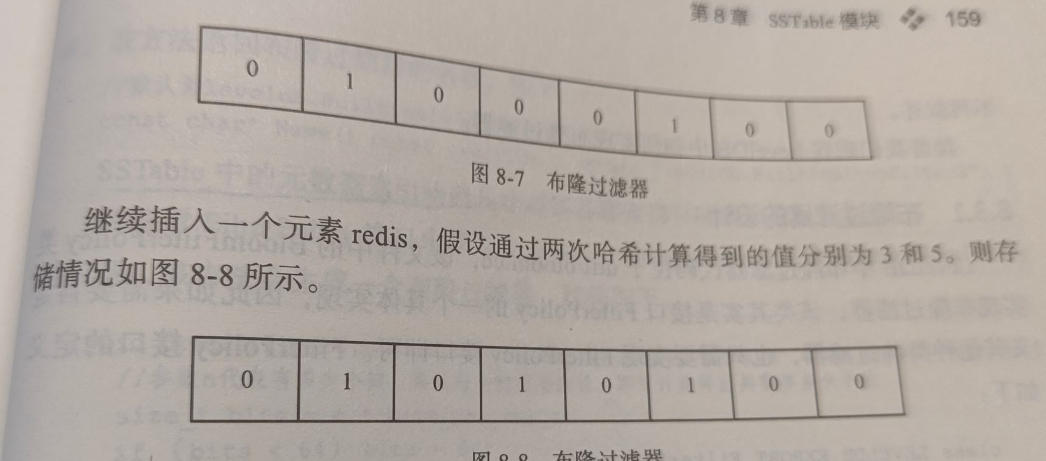 第8章 SSTable 模块 159
0 1 0 0 0 1 0 0
图 8-7 布隆过滤器
继续插入一个元素 redis，假设通过两次哈希计算得到的值分别为 3 和 5。则存
储情况如图 8-8 所示。
0 1 0 1 0 1 0 0
图 8-8 布隆过滤器